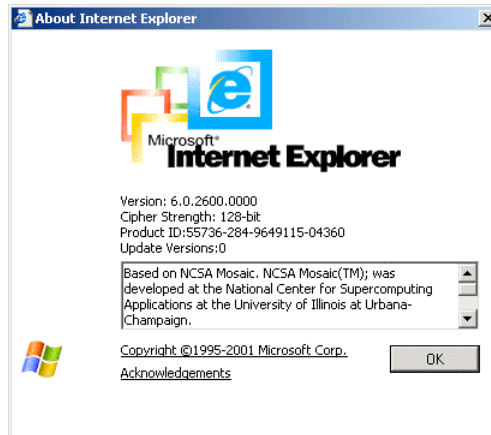 About Internet Explorer
Microsoft®
Internet Explorer
Version: 6.0.2600.0000
Cipher Strength: 128-bit
Product ID:55736-284-9649115-04360
Update Versions:0
Based on NCSA Mosaic. NCSA Mosaic(TM); was
developed at the National Center for Supercomputing
Applications at the University of Illinois at Urbana-
Champaign.
Copyright ©1995-2001 Microsoft Corp.
OK
Acknowledgements